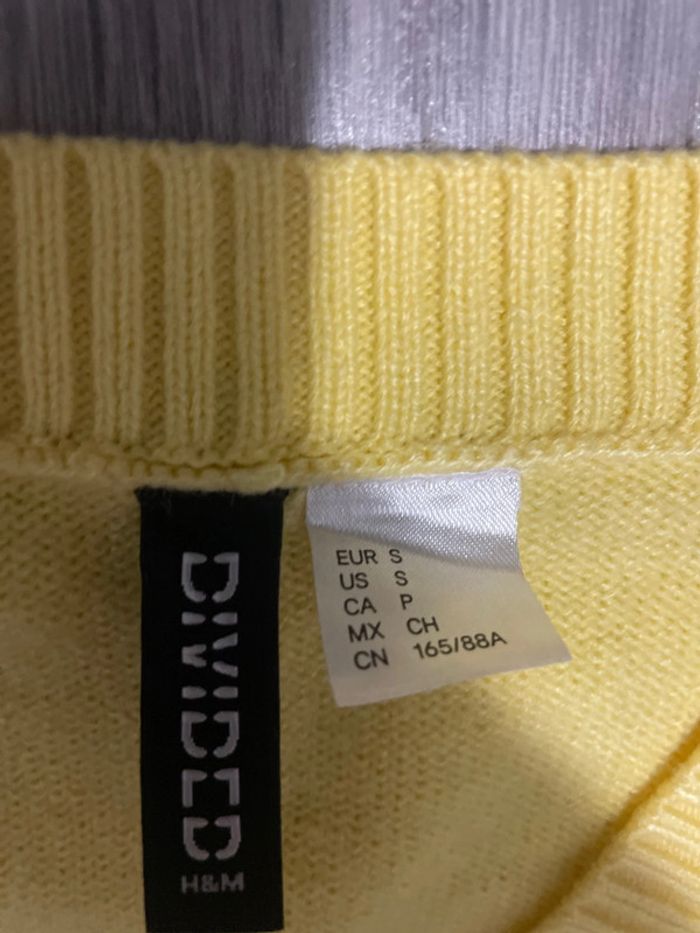 DIVIDED
H&M
EUR S
US S
CA P
MX CH
CN 165/88A